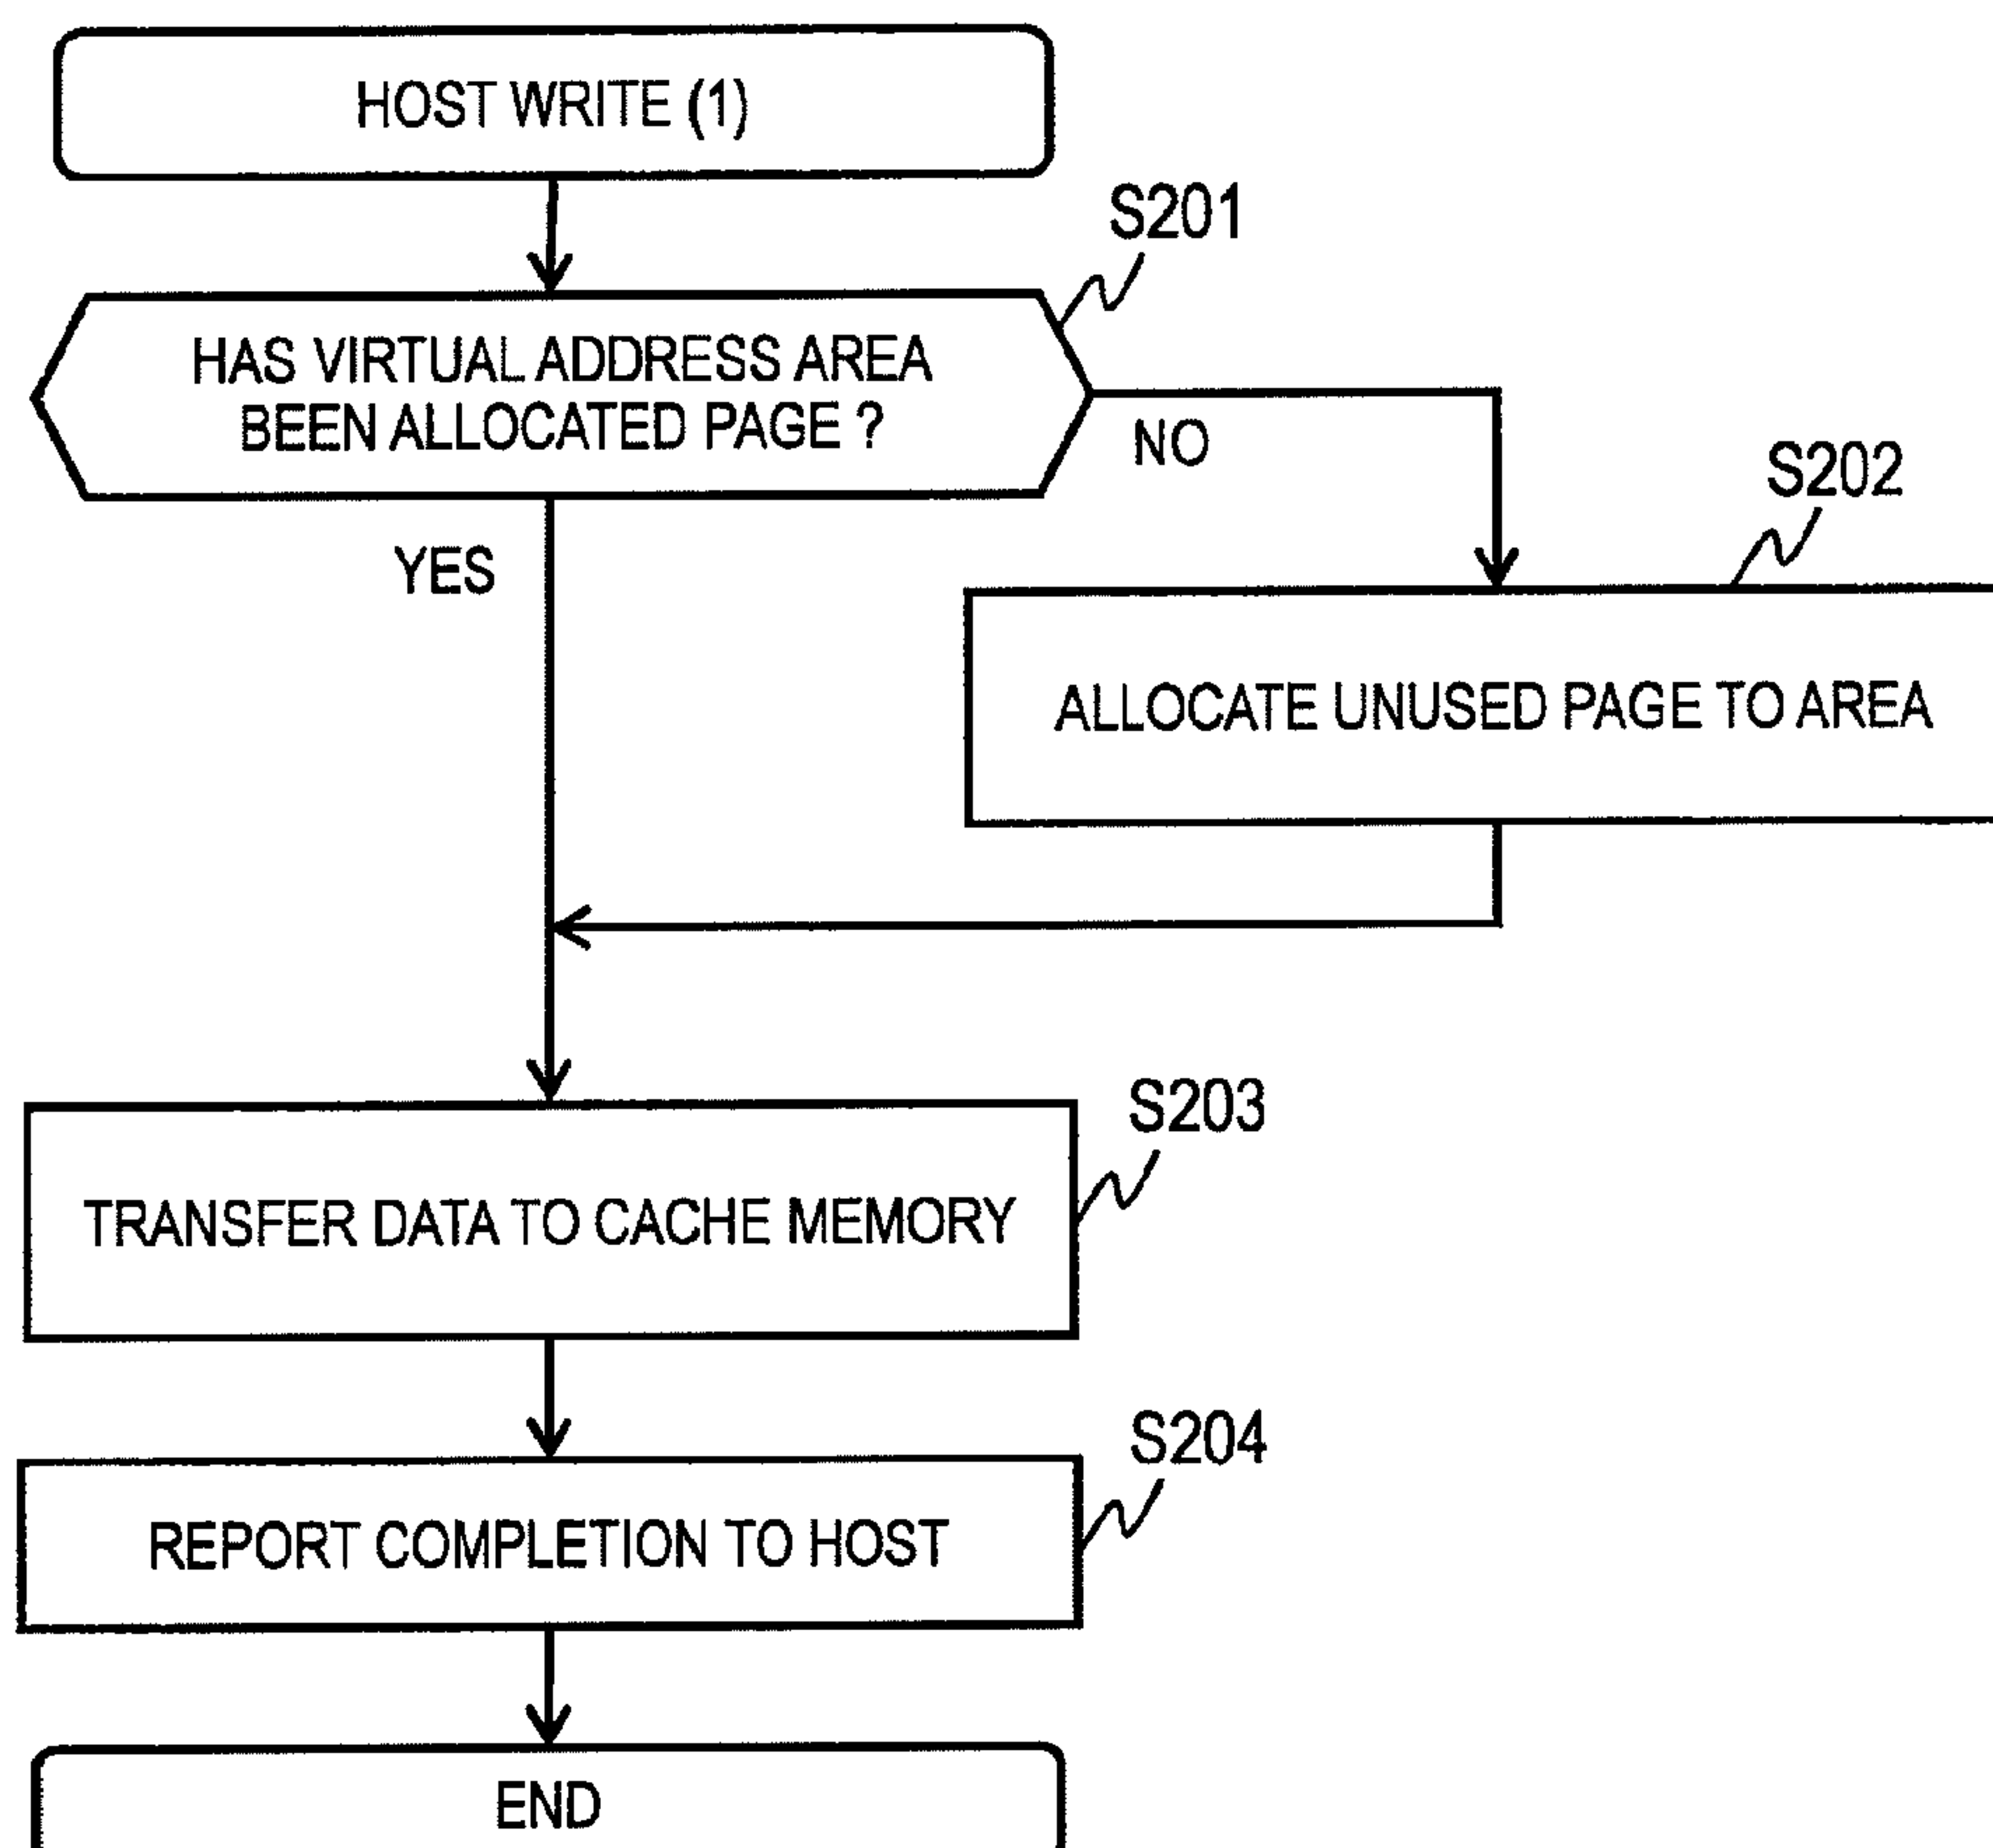 HOST WRITE (1)
S201
HAS VIRTUAL ADDRESS AREA
BEEN ALLOCATED PAGE ?
NO
S202
YES
ALLOCATE UNUSED PAGE TO AREA
S203
TRANSFER DATA TO CACHE MEMORY
S204
REPORT COMPLETION TO HOST
END